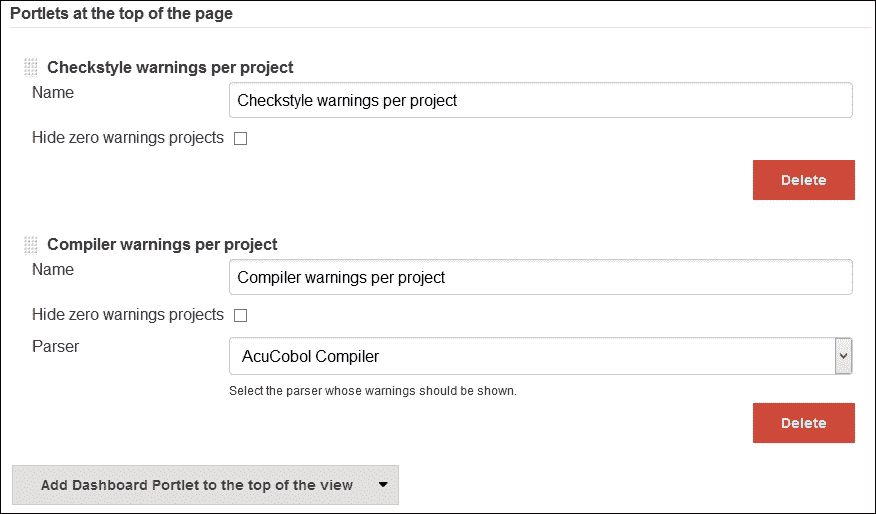 Portlets at the top of the page
Checkstyle warnings per project
Name
Checkstyle warnings per project
Hide zero warnings projects
Delete
Compiler warnings per project
Name
Compiler warnings per project
Hide zero warnings projects
Parser
AcuCobol Compiler
Select the parser whose warnings should be shown.
Delete
Add Dashboard Portlet to the top of the view